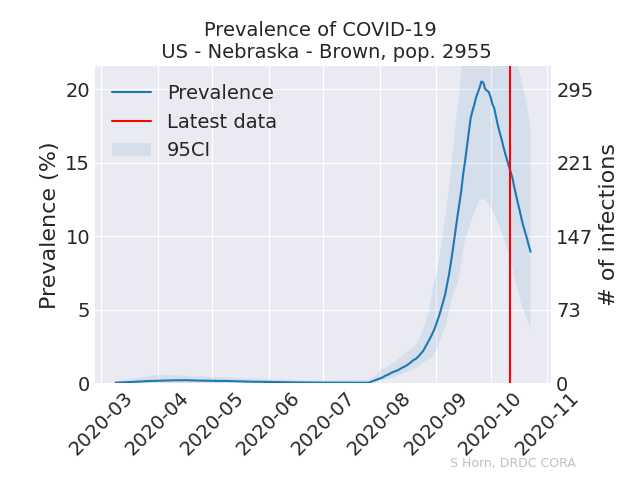 Prevalence of COVID-19
US - Nebraska - Brown, pop. 2955
Prevalence
Latest data
95CI
Prevalence (%)
20
15
10
5
0
295
221
147
73
0
# of infections
2020-03
2020-04
2020-05
2020-06
2020-07
2020-08
2020-09
2020-10
2020-11
S Horn, DRDC CORA